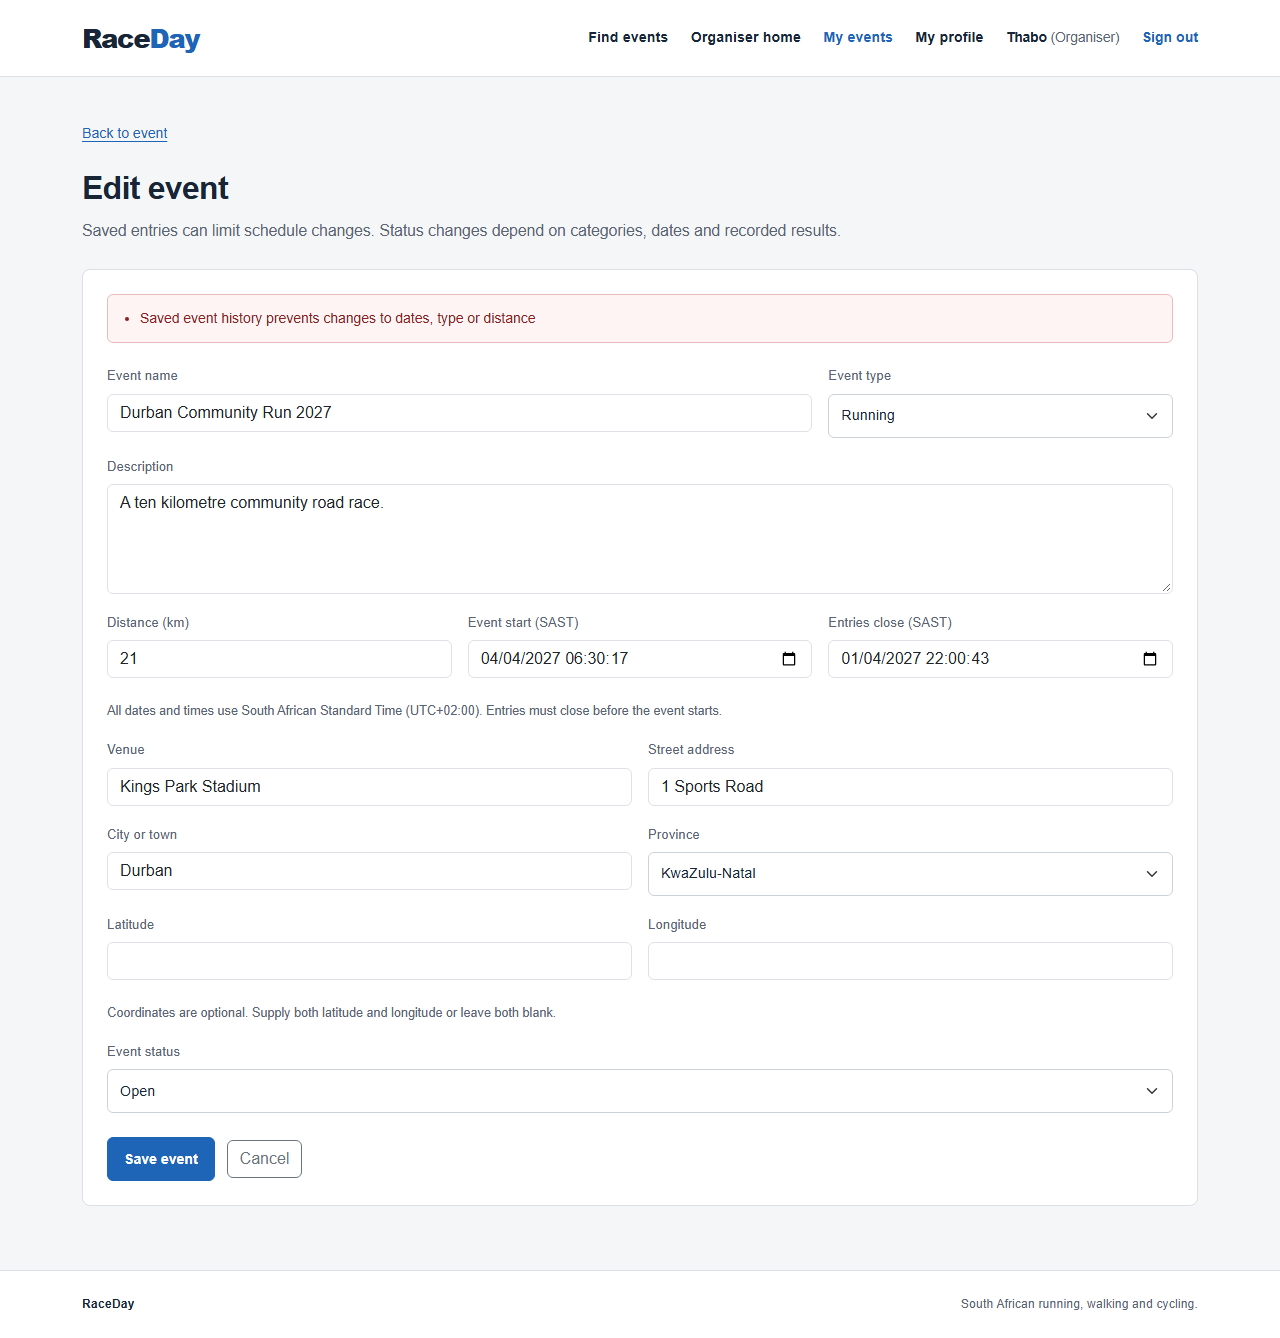 RaceDay
Find events Organiser home My events My profile Thabo (Organiser) Sign out
Back to event
Edit event
Saved entries can limit schedule changes. Status changes depend on categories, dates and recorded results.
Saved event history prevents changes to dates, type or distance
Event name Event type
Durban Community Run 2027 Running
Description
A ten kilometre community road race.
Distance (km) Event start (SAST) Entries close (SAST)
21 04/04/2027 06:30:17 01/04/2027 22:00:43
All dates and times use South African Standard Time (UTC+02:00). Entries must close before the event starts.
Venue Street address
Kings Park Stadium 1 Sports Road
City or town Province
Durban KwaZulu-Natal
Latitude Longitude
Coordinates are optional. Supply both latitude and longitude or leave both blank.
Event status
Open
Save event Cancel
RaceDay South African running, walking and cycling.